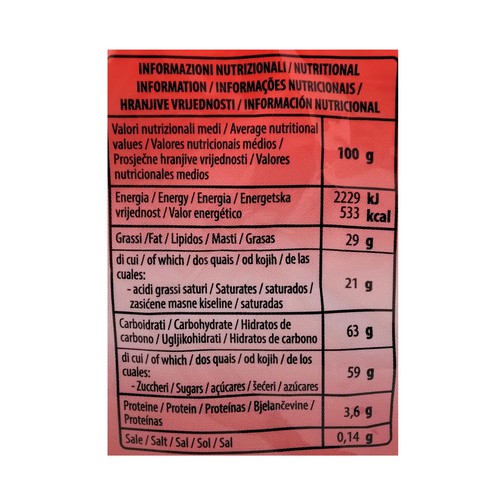 INFORMAZIONI NUTRIZIONALI / NUTRITIONAL
INFORMATION / INFORMAÇÕES NUTRICIONAIS /
HRANJIVE VRIJEDNOSTI / INFORMACIÓN NUTRICIONAL
Valori nutrizionali medi / Average nutritional
values / Valores nutricionais médios /
Prosječne hranjive vrijednosti / Valores
nutricionales medios
100 g
Energia / Energy / Energia / Energetska
vrijednost / Valor energético
2229 kJ
533 kcal
Grassi /Fat / Lípidos / Masti / Grasas
29 g
di cui / of which / dos quais / od kojih / de las
cuales:
- acidi grassi saturi / Saturates / saturados /
zasićene masne kiseline / saturadas
21 g
Carboidrati / Carbohydrate / Hidratos de
carbono / Ugljikohidrati / Hidratos de carbono
63 g
di cui / of which / dos quais / od kojih / de los
cuales:
- Zuccheri / Sugars / açúcares / šećeri / azúcares
59 g
Proteine / Protein / Proteínas / Bjelančevine /
Proteínas
3,6 g
Sale / Salt / Sal / Sol / Sal
0,14 g